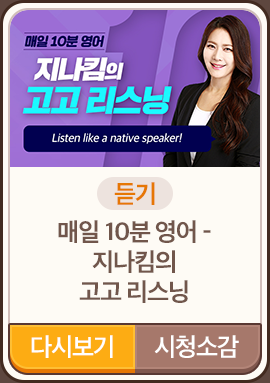 매일 10분 영어
지나킴의
고고 리스닝
Listen like a native speaker!
듣기
매일 10분 영어 -
지나킴의
고고 리스닝
다시보기 시청소감